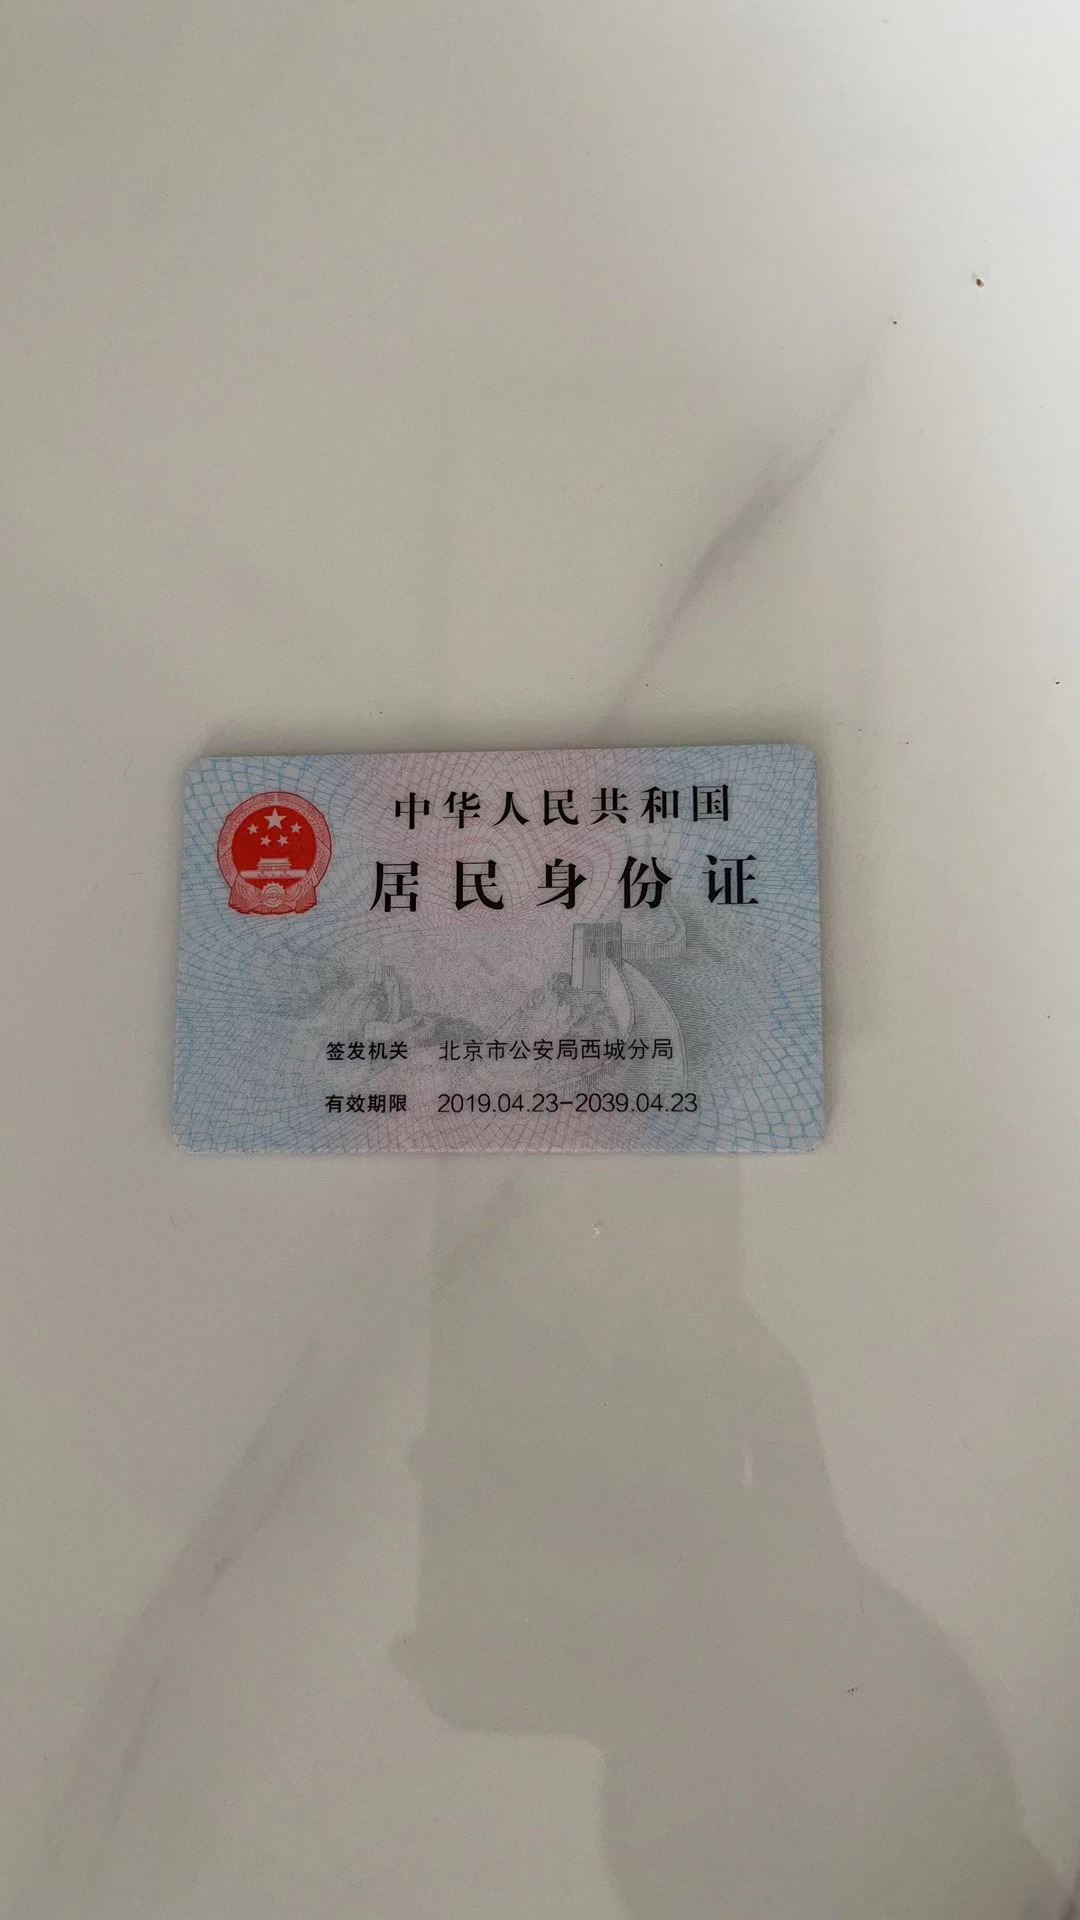 中华人民共和国
居民身份证
签发机关 北京市公安局西城分局
有效期限 2019.04.23-2039.04.23